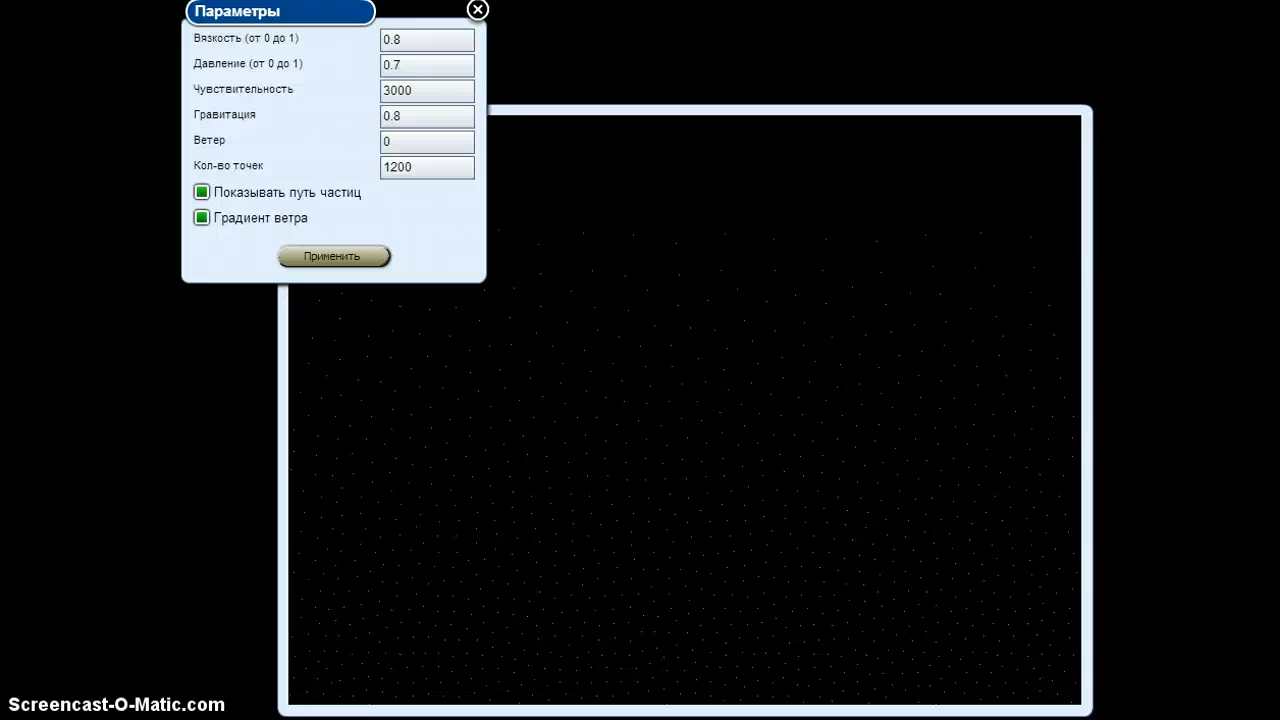 Параметры
Вязкость (от 0 до 1) 0.8
Давление (от 0 до 1) 0.7
Чувствительность 3000
Гравитация 0.8
Ветер 0
Кол-во точек 1200
Показывать путь частиц
Градиент ветра
Применить
Screencast-O-Matic.com